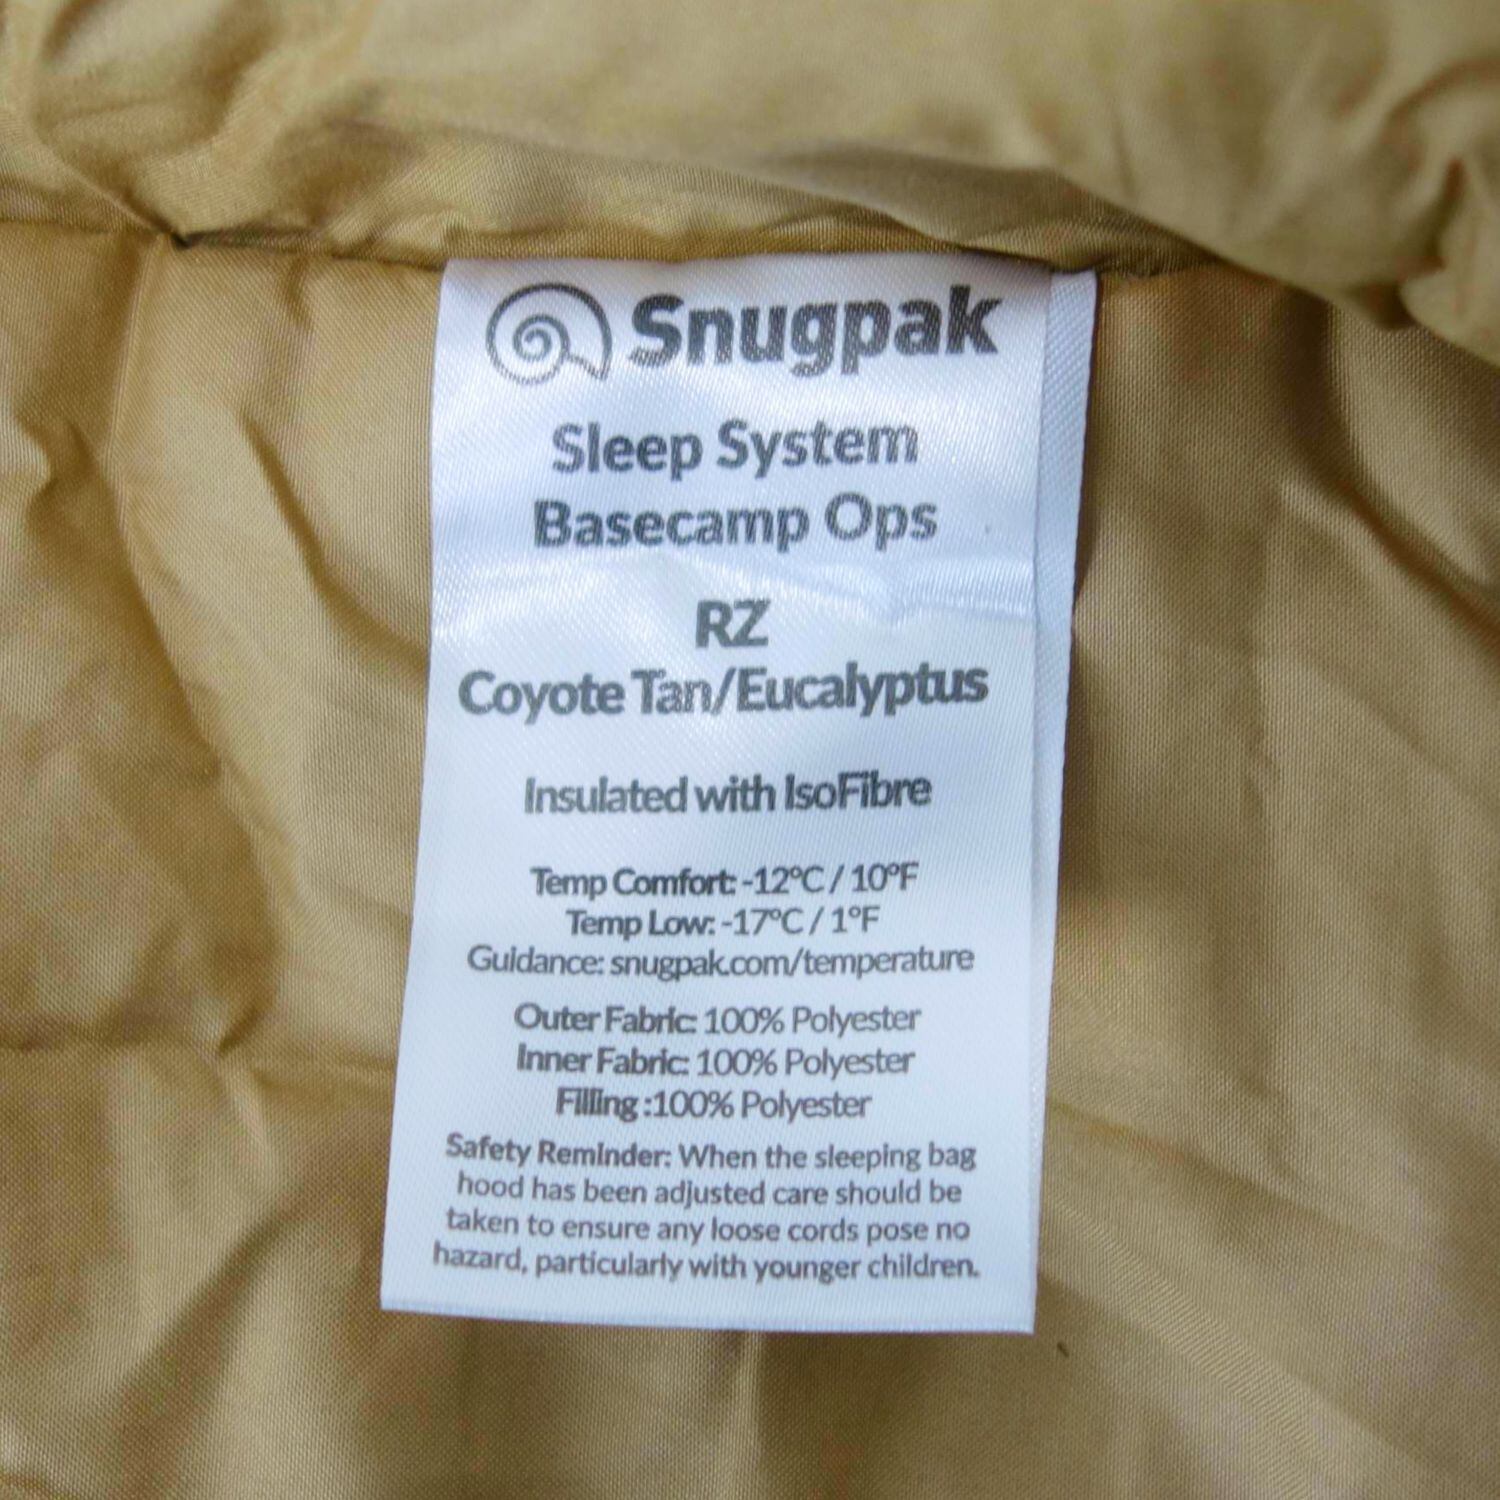 Snugpak
Sleep System
Basecamp Ops
RZ
Coyote Tan/Eucalyptus
Insulated with IsoFibre
Temp Comfort: -12°C / 10°F
Temp Low: -17°C / 1°F
Guidance: snugpak.com/temperature
Outer Fabric: 100% Polyester
Inner Fabric: 100% Polyester
Filling :100% Polyester
Safety Reminder: When the sleeping bag
hood has been adjusted care should be
taken to ensure any loose cords pose no
hazard, particularly with younger children.